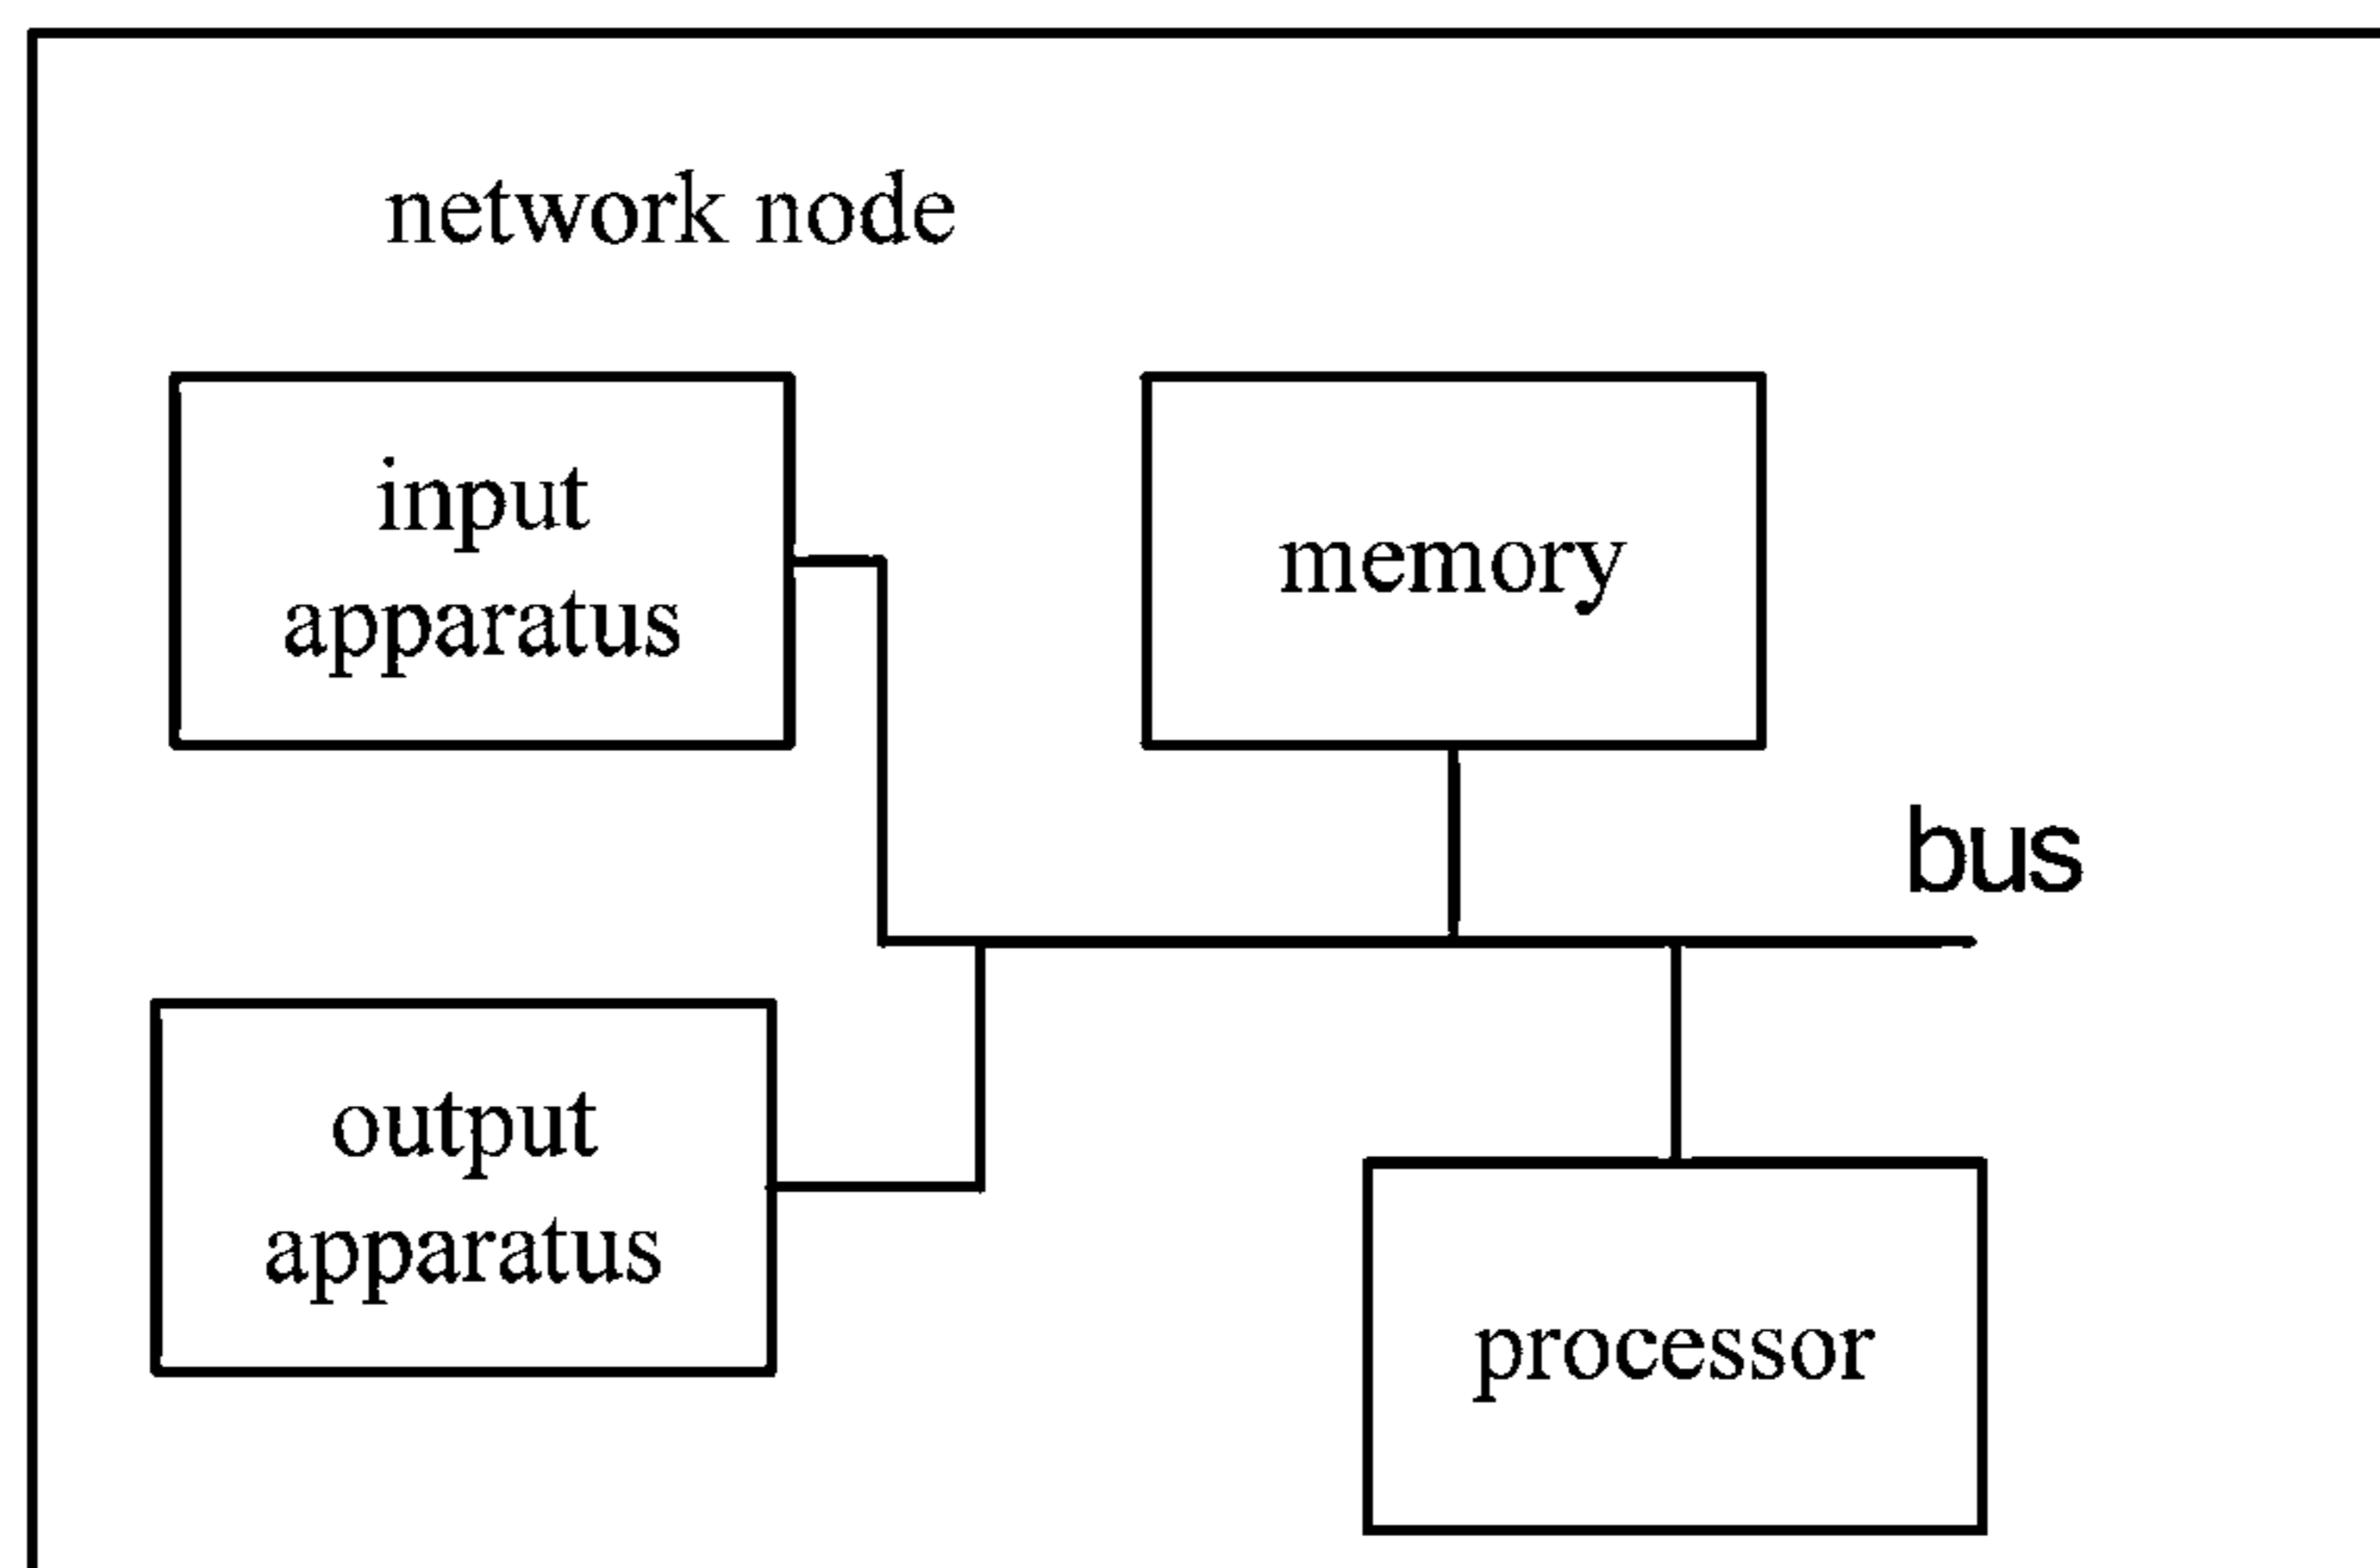 network node
input
apparatus
memory
bus
output
apparatus
processor